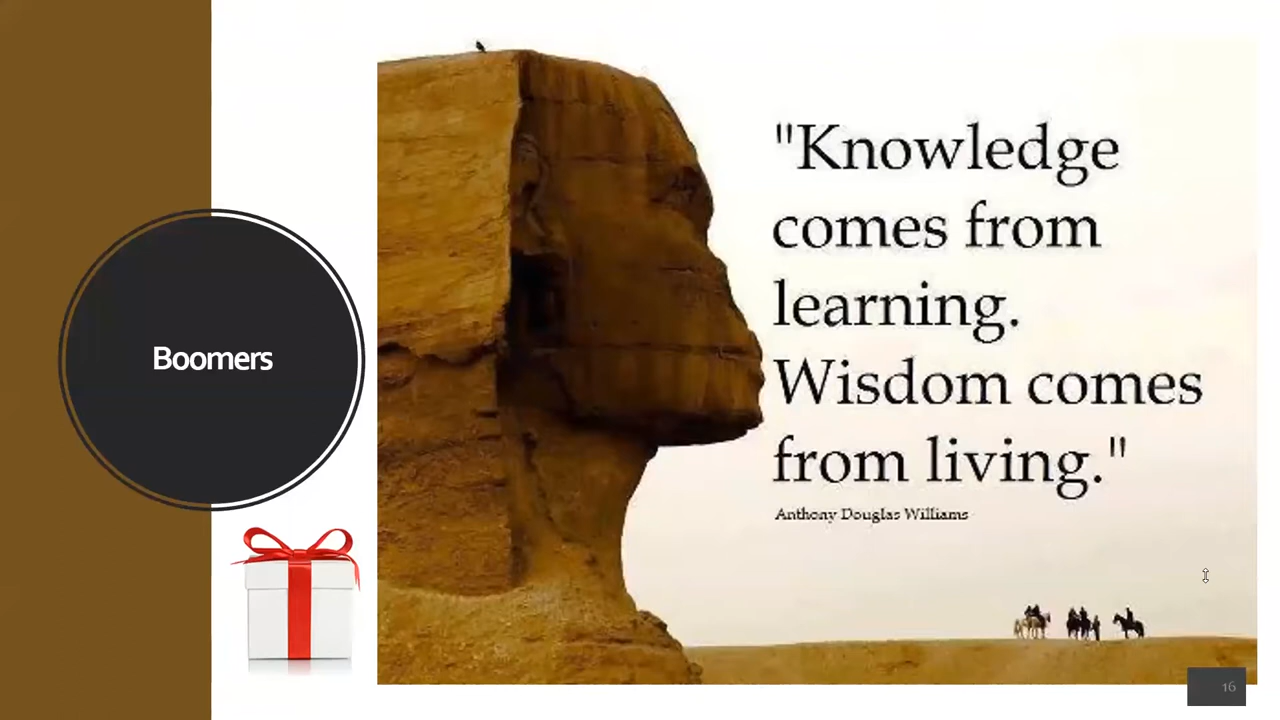 Boomers
"Knowledge
comes from
learning.
Wisdom comes
from living."
Anthony Douglas Williams
16